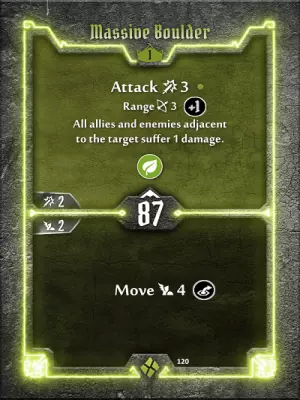 Massive Boulder
1
Attack 3
Range 3 +1
All allies and enemies adjacent
to the target suffer 1 damage.
2
87
2
Move 4
120